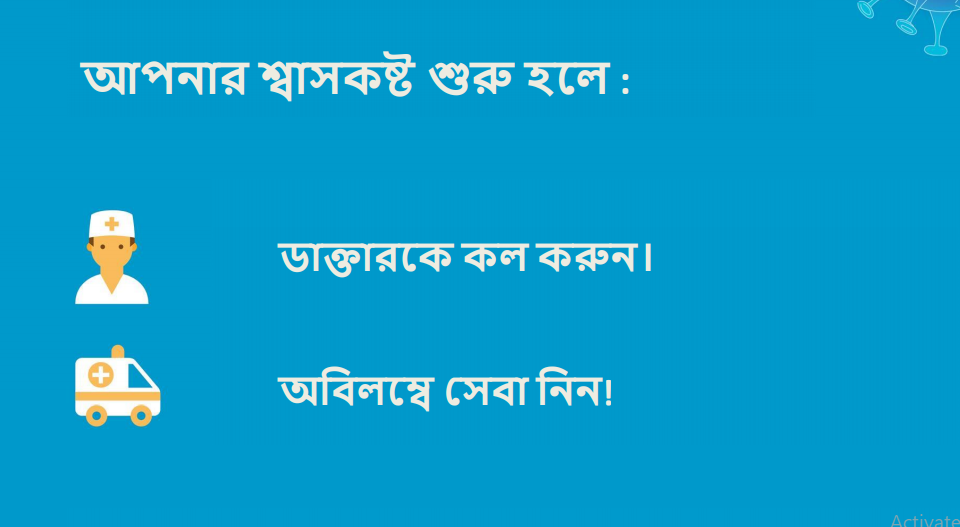 আপনার শ্বাসকষ্ট শুরু হলে :
ডাক্তারকে কল করুন।
অবিলম্বে সেবা নিন!
Activate